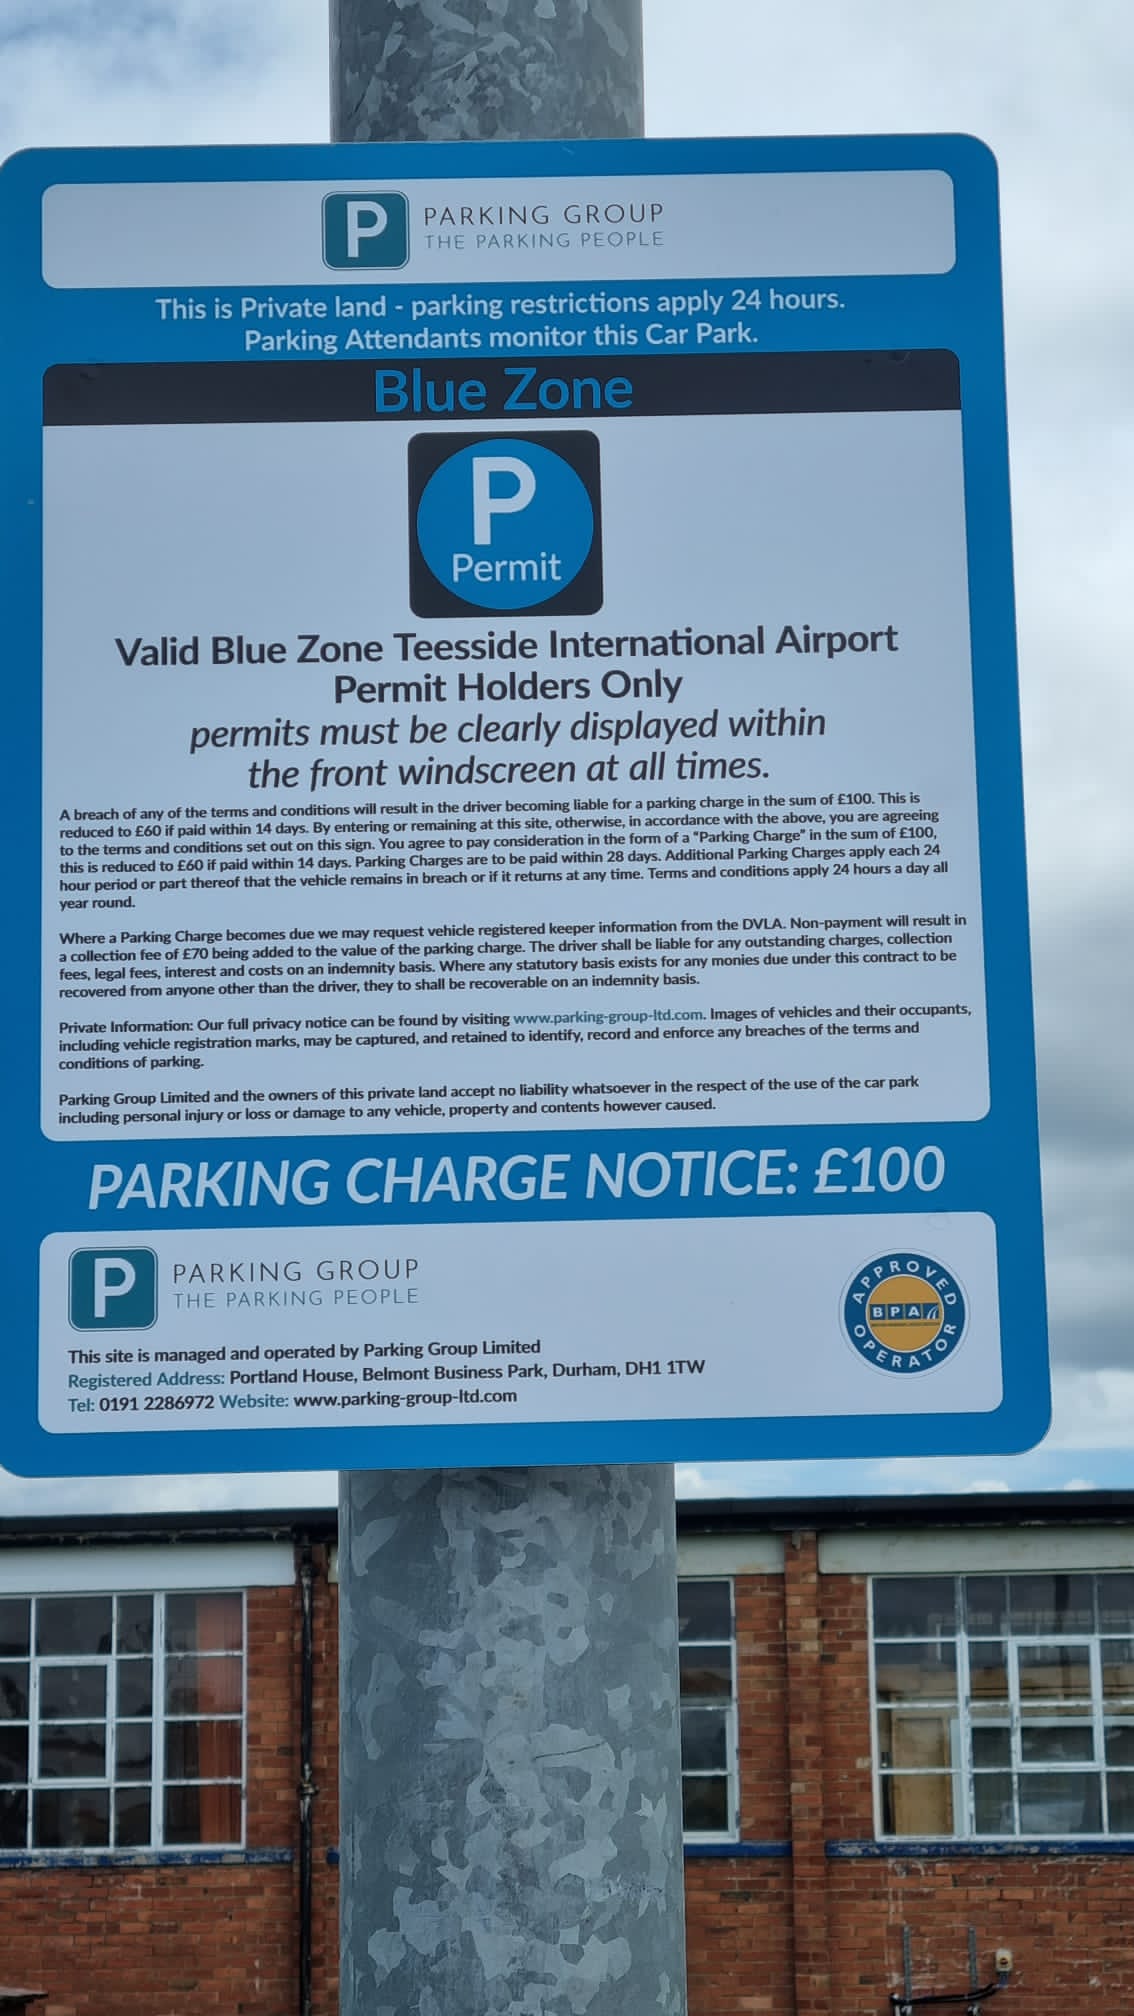 P PARKING GROUP
THE PARKING PEOPLE
This is Private land - parking restrictions apply 24 hours.
Parking Attendants monitor this Car Park.
Blue Zone
P
Permit
Valid Blue Zone Teesside International Airport
Permit Holders Only
permits must be clearly displayed within
the front windscreen at all times.
A breach of any of the terms and conditions will result in the driver becoming liable for a parking charge in the sum of £100. This is
reduced to £60 if paid within 14 days. By entering or remaining at this site, otherwise, in accordance with the above, you are agreeing
to the terms and conditions set out on this sign. You agree to pay consideration in the form of a "Parking Charge" in the sum of £100,
this is reduced to £60 if paid within 14 days. Parking Charges are to be paid within 28 days. Additional Parking Charges apply each 24
hour period or part thereof that the vehicle remains in breach or if it returns at any time. Terms and conditions apply 24 hours a day all
year round.
Where a Parking Charge becomes due we may request vehicle registered keeper information from the DVLA. Non-payment will result in
a collection fee of £70 being added to the value of the parking charge. The driver shall be liable for any outstanding charges, collection
fees, legal fees, interest and costs on an indemnity basis. Where any statutory basis exists for any monies due under this contract to be
recovered from anyone other than the driver, they to shall be recoverable on an indemnity basis.
Private Information: Our full privacy notice can be found by visiting www.parking-group-ltd.com. Images of vehicles and their occupants,
including vehicle registration marks, may be captured, and retained to identify, record and enforce any breaches of the terms and
conditions of parking.
Parking Group Limited and the owners of this private land accept no liability whatsoever in the respect of the use of the car park
including personal injury or loss or damage to any vehicle, property and contents however caused.
PARKING CHARGE NOTICE: £100
P PARKING GROUP
THE PARKING PEOPLE
APPROVED
BPA
OPERATOR
This site is managed and operated by Parking Group Limited
Registered Address: Portland House, Belmont Business Park, Durham, DH1 1TW
Tel: 0191 2286972 Website: www.parking-group-ltd.com